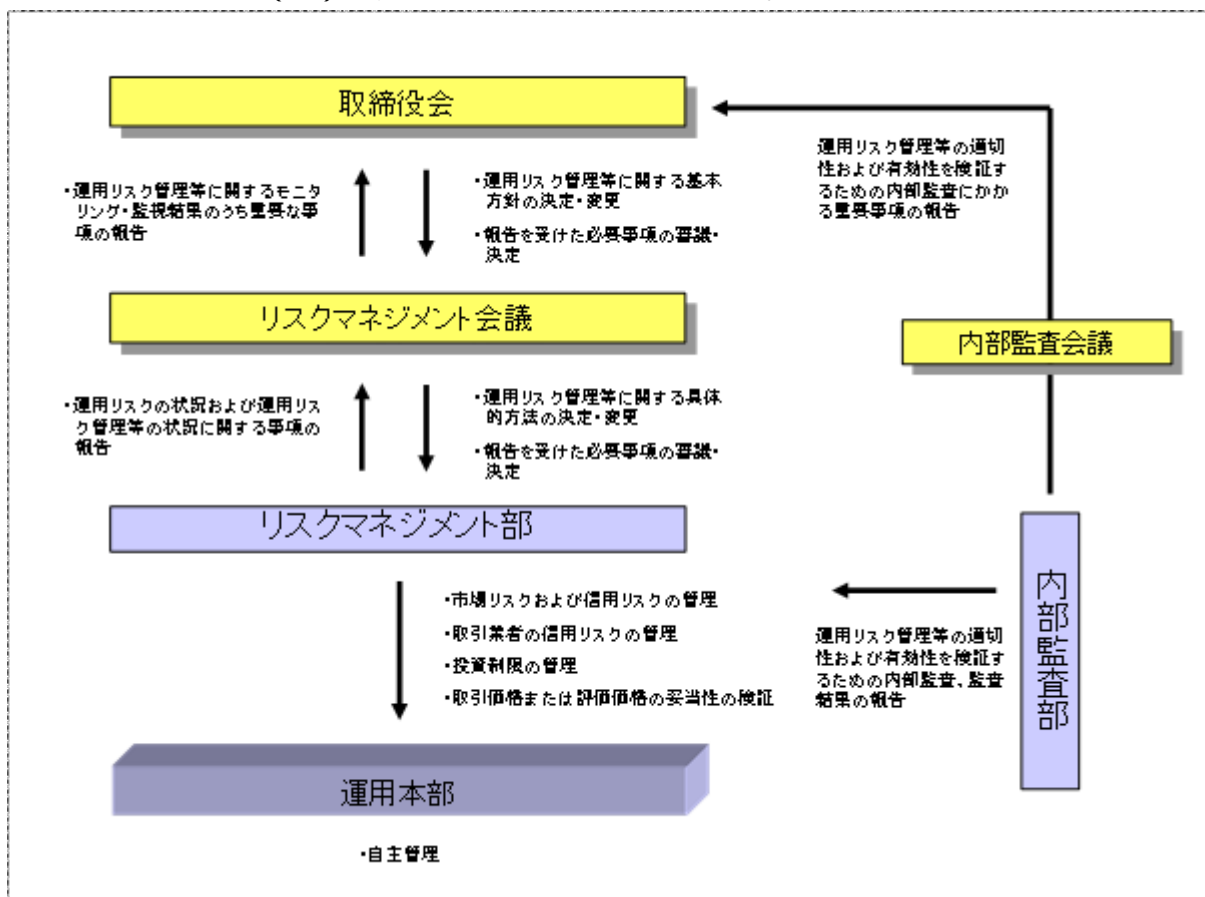 取締役会
・運用リスク管理等に関するモニタ
リング・監視結果のうち重要な事
項の報告
・運用リスク管理等に関する基本
方針の決定・変更
・報告を受けた必要事項の審議・
決定
運用リスク管理等の適切
性および有効性を検証す
るための内部監査にかか
る重要事項の報告
リスクマネジメント会議
内部監査会議
・運用リスクの状況および運用リス
ク管理等の状況に関する事項の
報告
・運用リスク管理等に関する具体
的方法の決定・変更
・報告を受けた必要事項の審議・
決定
リスクマネジメント部
・市場リスクおよび信用リスクの管理
・取引業者の信用リスクの管理
・投資制限の管理
・取引価格または評価価格の妥当性の検証
運用リスク管理等の適切
性および有効性を検証す
るための内部監査、監査
結果の報告
内部監査部
運用本部
・自主管理